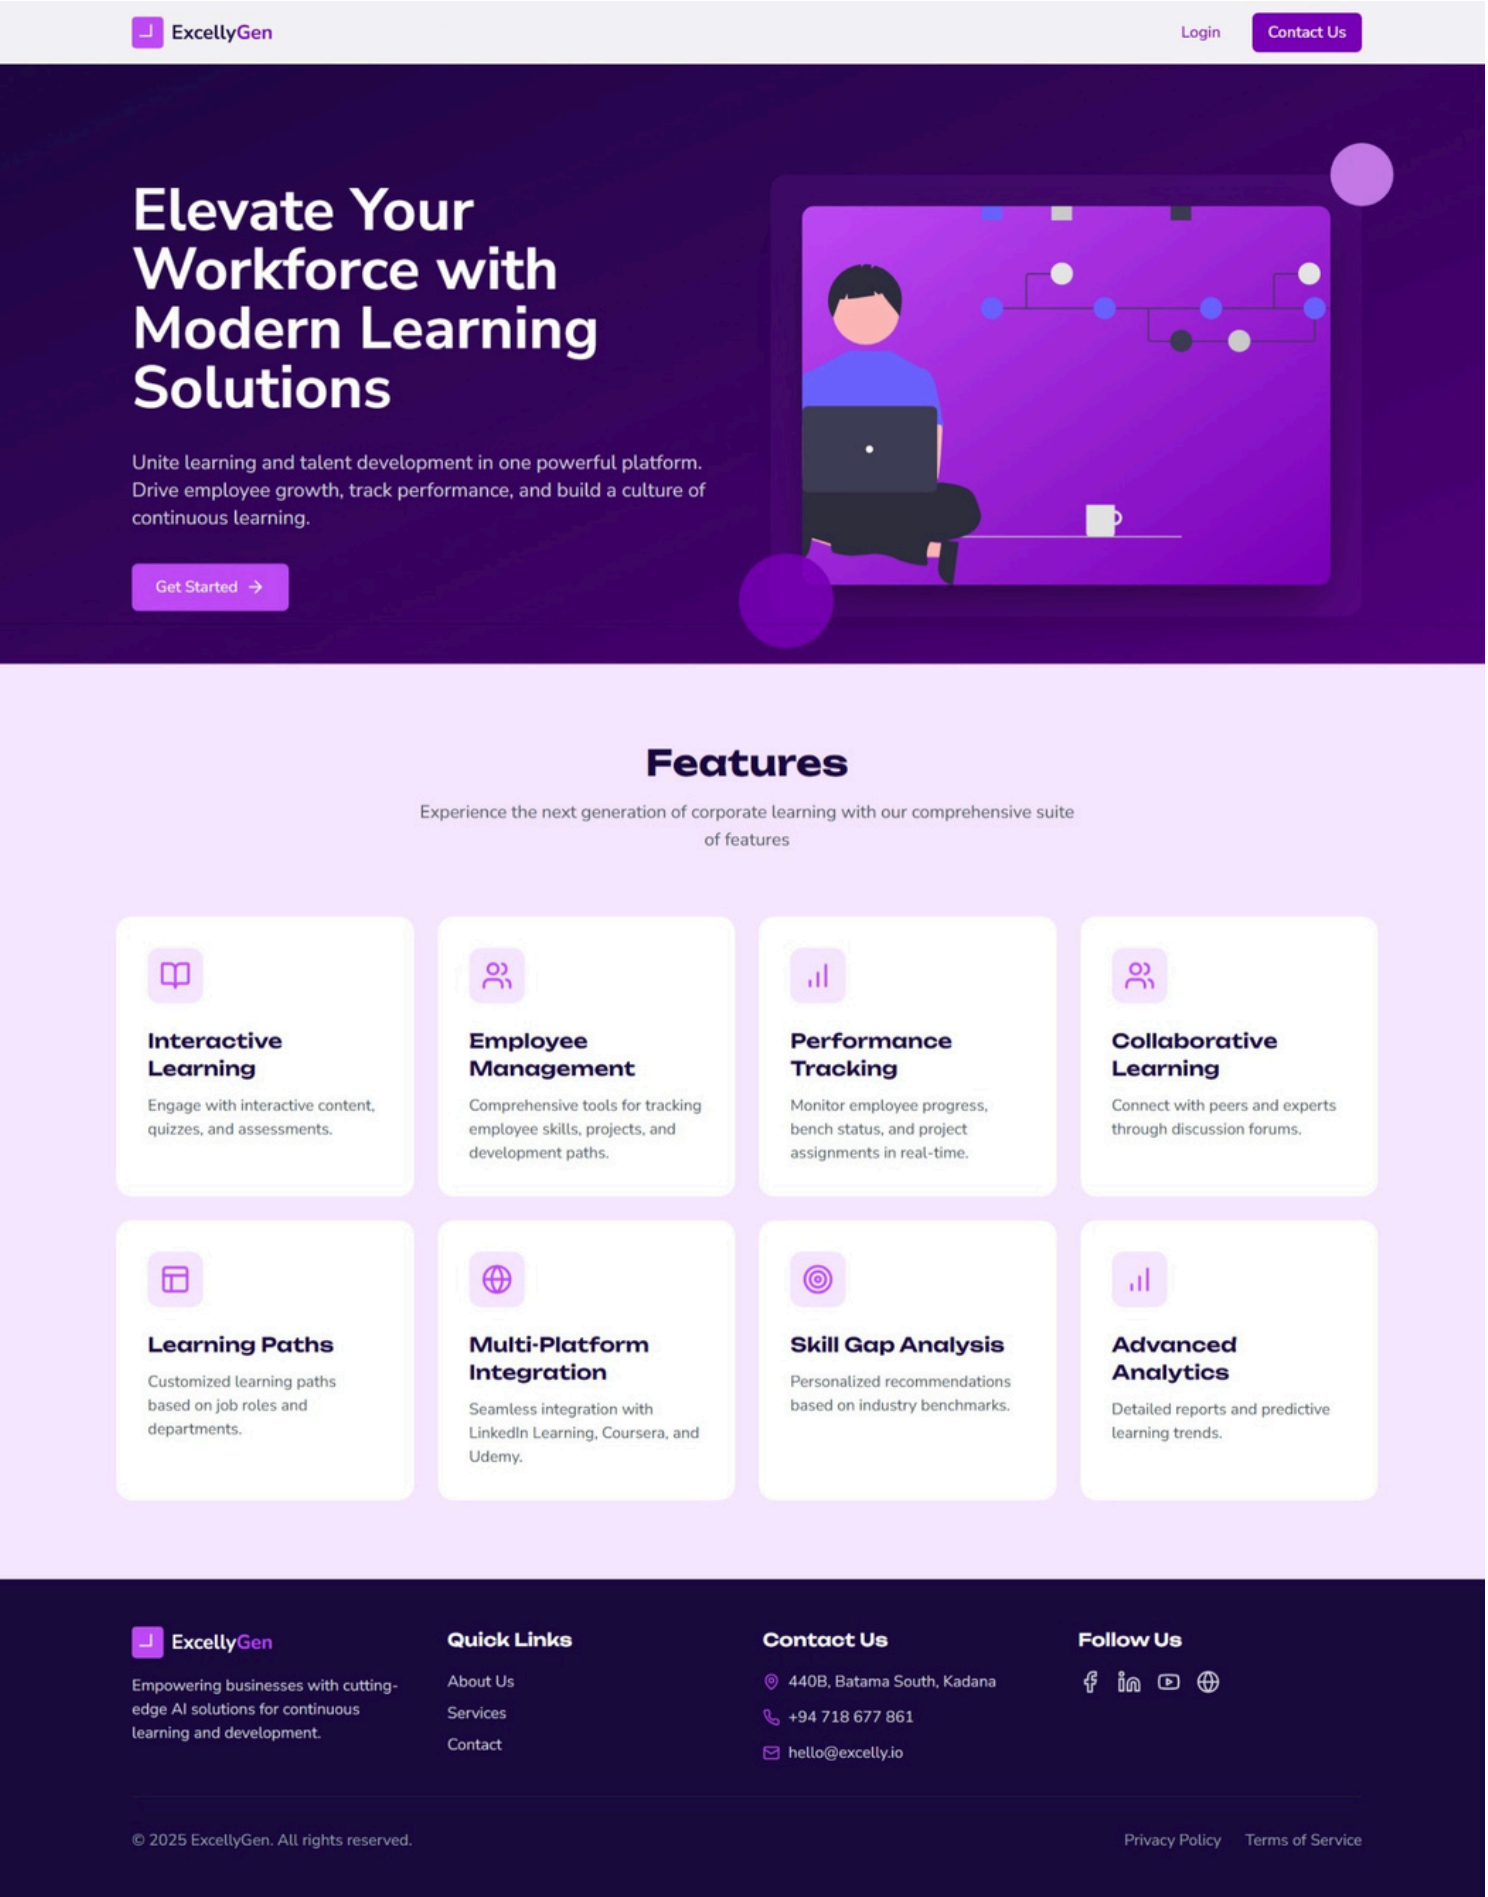 ExcellyGen
Login
Contact Us
Elevate Your
Workforce with
Modern Learning
Solutions
Unite learning and talent development in one powerful platform.
Drive employee growth, track performance, and build a culture of
continuous learning.
Get Started
Features
Experience the next generation of corporate learning with our comprehensive suite
of features
Interactive
Learning
Engage with interactive content,
quizzes, and assessments.
Employee
Management
Comprehensive tools for tracking
employee skills, projects, and
development paths.
Performance
Tracking
Monitor employee progress,
bench status, and project
assignments in real-time.
Collaborative
Learning
Connect with peers and experts
through discussion forums.
Learning Paths
Customized learning paths
based on job roles and
departments.
Multi-Platform
Integration
Seamless integration with
LinkedIn Learning, Coursera, and
Udemy.
Skill Gap Analysis
Personalized recommendations
based on industry benchmarks.
Advanced
Analytics
Detailed reports and predictive
learning trends.
ExcellyGen
Empowering businesses with cutting-
edge AI solutions for continuous
learning and development.
Quick Links
About Us
Services
Contact
Contact Us
440B, Batama South, Kadana
+94 718 677 861
hello@excelly.io
Follow Us
© 2025 ExcellyGen. All rights reserved.
Privacy Policy
Terms of Service